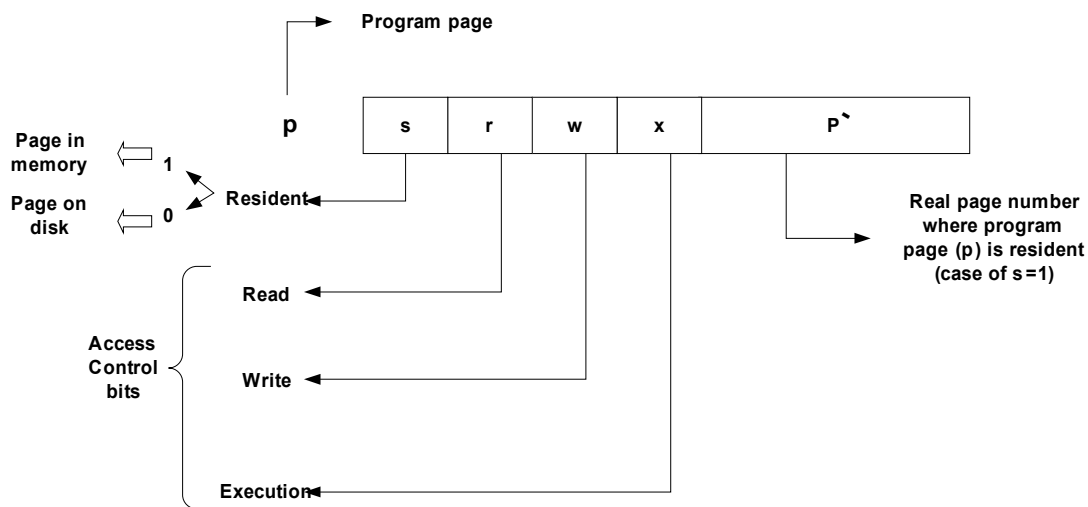 Program page
p
s
r
w
x
P`
Page in
memory
1
Page on
disk
0
Resident
Real page number
where program
page (p) is resident
(case of s=1)
Read
Access
Control
bits
Write
Execution